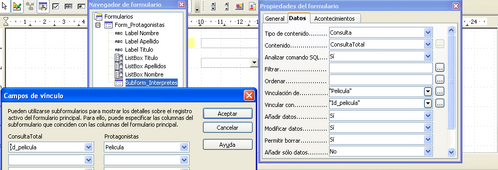 Navegador de formulario
Formularios
Form_Protagonistas
Label Nombre
Label Apellido
Label Titulo
ListBox Titulo
ListBox Apellidos
ListBox Nombre
Subform_Interpretes
Campos de vínculo
Pueden utilizarse subformularios para mostrar los detalles sobre el registro
activo del formulario principal. Para ello, puede especificar las columnas del
subformulario que coinciden con las columnas del formulario principal.
ConsultaTotal
Protagonistas
Id_pelicula
Pelicula
Aceptar
Cancelar
Ayuda
Propiedades del formulario
General
Datos
Acontecimientos
Tipo de contenido
Consulta
Contenido
ConsultaTotal
Analizar comando SQL
Sí
Filtrar
Ordenar
Vinculación de
"Pelicula"
Vincular con
"Id_pelicula"
Añadir datos
Sí
Modificar datos
Sí
Permitir borrar
Sí
Añadir sólo datos
No